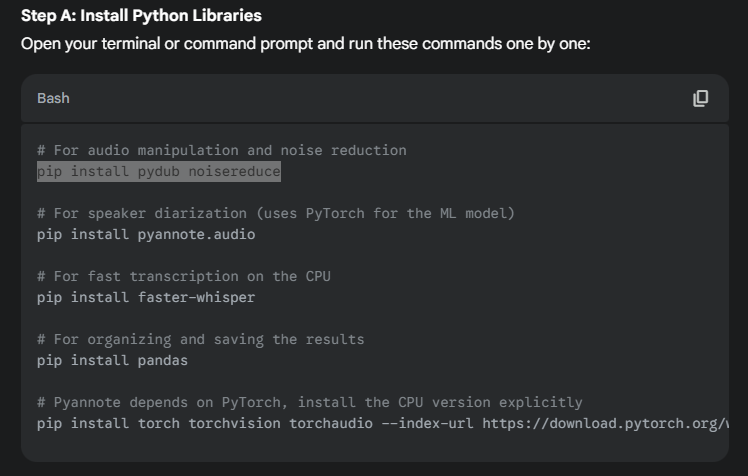 Step A: Install Python Libraries
Open your terminal or command prompt and run these commands one by one:
Bash
# For audio manipulation and noise reduction
pip install pydub noisereduce
# For speaker diarization (uses PyTorch for the ML model)
pip install pyannote.audio
# For fast transcription on the CPU
pip install faster-whisper
# For organizing and saving the results
pip install pandas
# Pyannote depends on PyTorch, install the CPU version explicitly
pip install torch torchvision torchaudio --index-url https://download.pytorch.org/